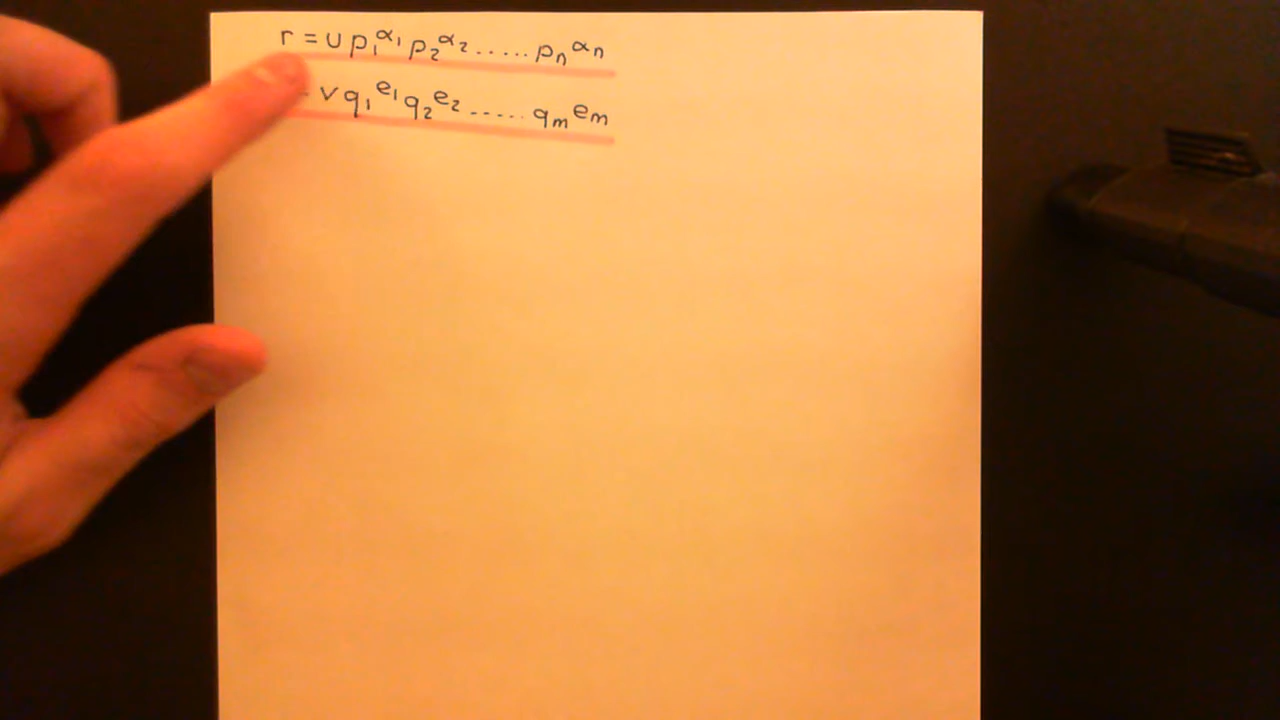 r = u p₁^α₁ p₂^α₂ ...... pₙ^αₙ
= v q₁^e₁ q₂^e₂ ...... qₘ^eₘ